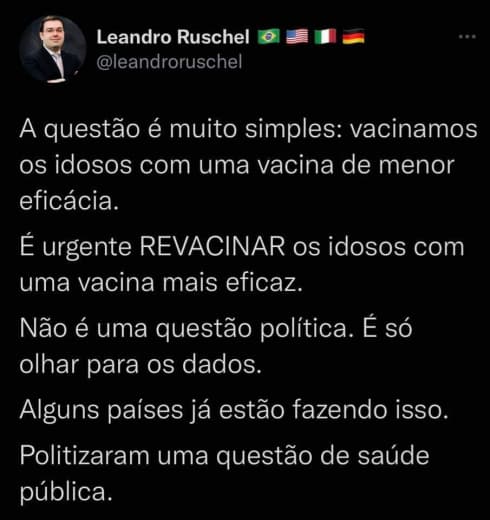 Leandro Ruschel 🇧🇷 🇺🇸 🇮🇹 🇩🇪
@leandroruschel
A questão é muito simples: vacinamos
os idosos com uma vacina de menor
eficácia.
É urgente REVACINAR os idosos com
uma vacina mais eficaz.
Não é uma questão política. É só
olhar para os dados.
Alguns países já estão fazendo isso.
Politizaram uma questão de saúde
pública.